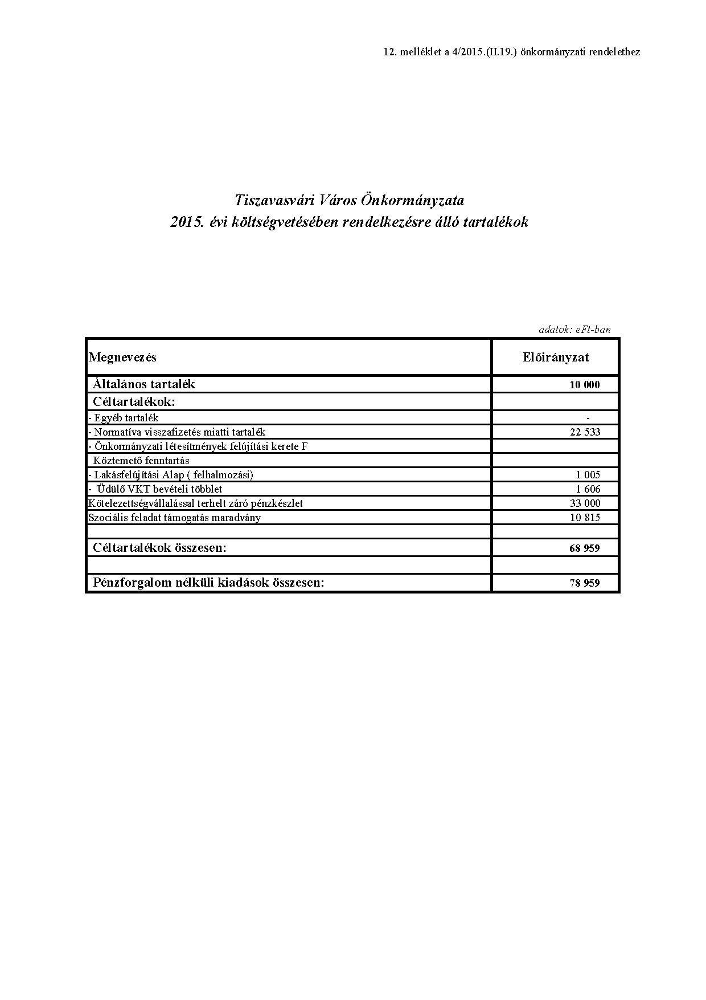 12. melléklet a 4/2015.(II.19.) önkormányzati rendelethez
Tiszavasvári Város Önkormányzata
2015. évi költségvetésében rendelkezésre álló tartalékok
adatok: eFt-ban
Megnevezés Előirányzat
Általános tartalék 10 000
Céltartalékok:
- Egyéb tartalék -
- Normatíva visszafizetés miatti tartalék 22 533
- Önkormányzati létesítmények felújítási kerete F
Köztemető fenntartás
- Lakásfelújítási Alap ( felhalmozási) 1 005
- Üdülő VKT bevételi többlet 1 606
Kötelezettségvállalással terhelt záró pénzkészlet 33 000
Szociális feladat támogatás maradvány 10 815
Céltartalékok összesen: 68 959
Pénzforgalom nélküli kiadások összesen: 78 959